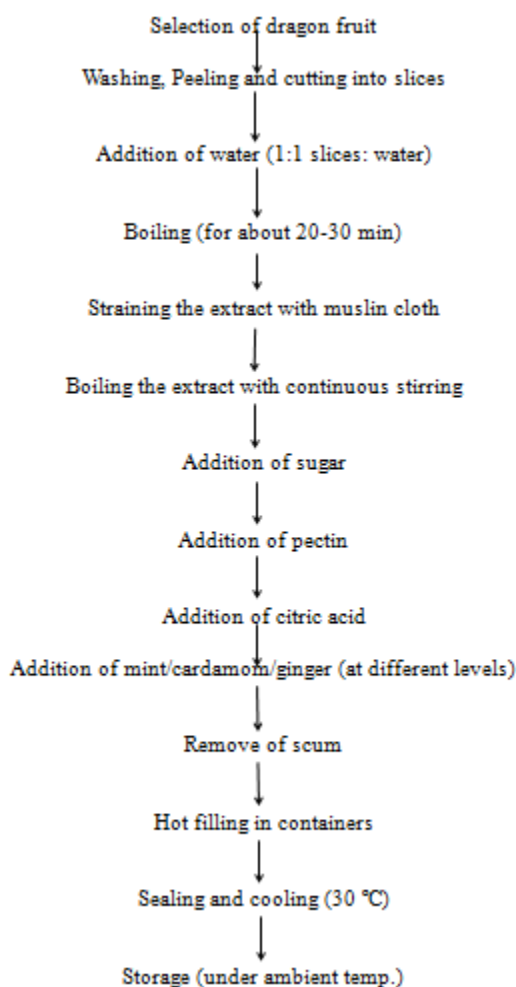 Selection of dragon fruit
Washing, Peeling and cutting into slices
Addition of water (1:1 slices: water)
Boiling (for about 20-30 min)
Straining the extract with muslin cloth
Boiling the extract with continuous stirring
Addition of sugar
Addition of pectin
Addition of citric acid
Addition of mint/cardamom/ginger (at different levels)
Remove of scum
Hot filling in containers
Sealing and cooling (30 ℃)
Storage (under ambient temp.)